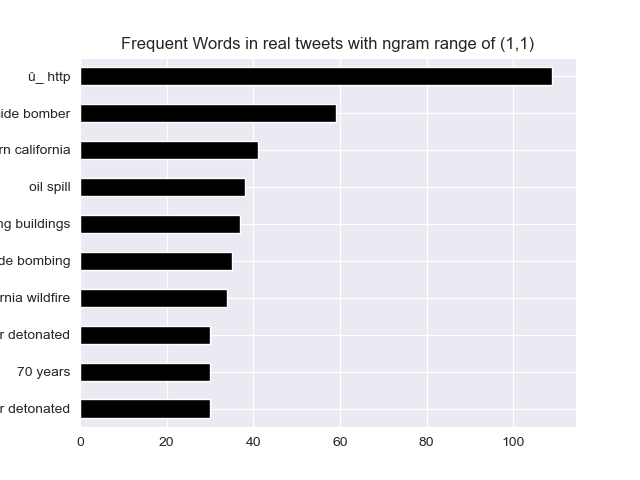 Frequent Words in real tweets with ngram range of (1,1)
û_ http
ide bomber
rn california
oil spill
ng buildings
de bombing
rnia wildfire
r detonated
70 years
r detonated
0 20 40 60 80 100